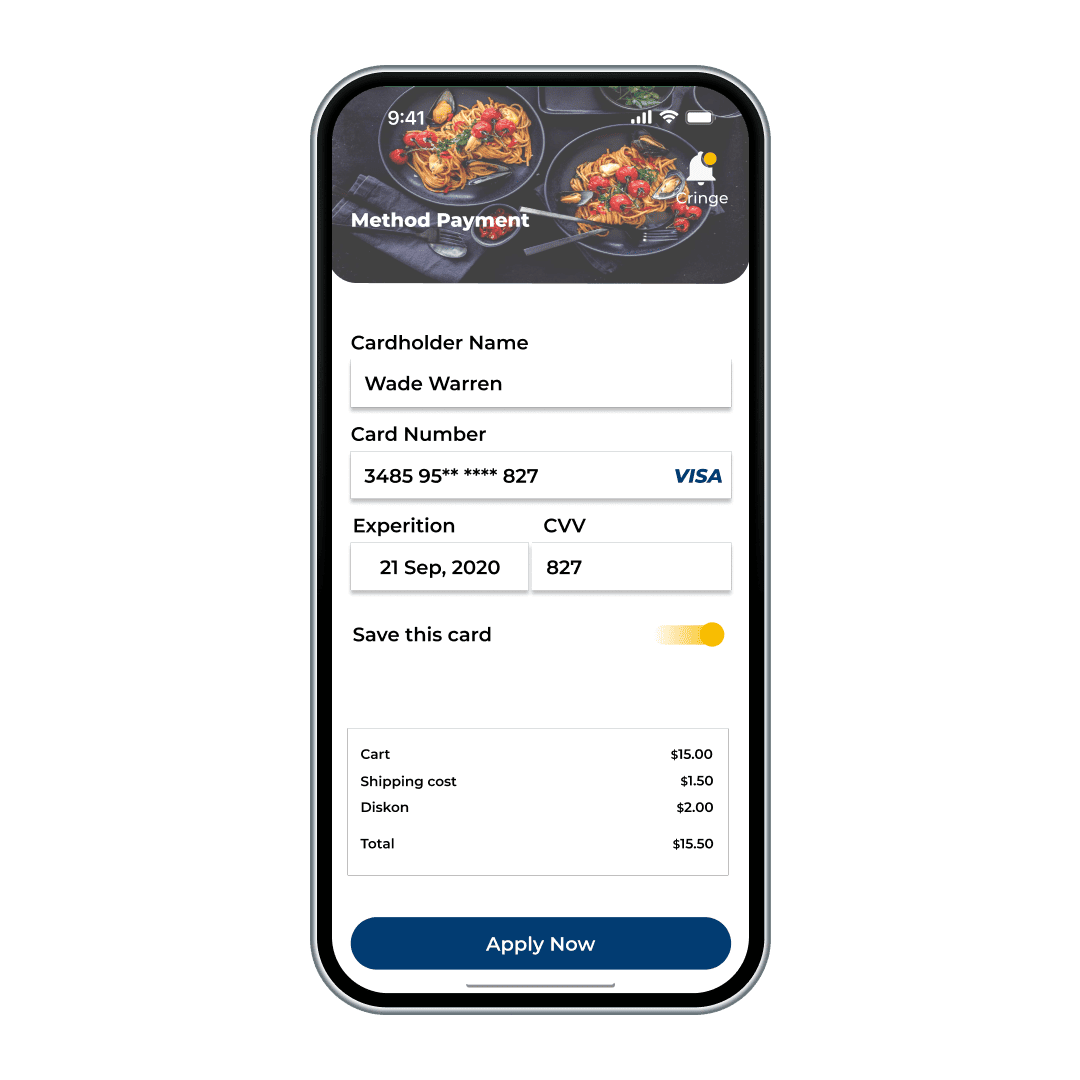 9:41
Cringe
Method Payment
Cardholder Name
Wade Warren
Card Number
3485 95** **** 827 VISA
Experition CVV
21 Sep, 2020 827
Save this card
Cart $15.00
Shipping cost $1.50
Diskon $2.00
Total $15.50
Apply Now